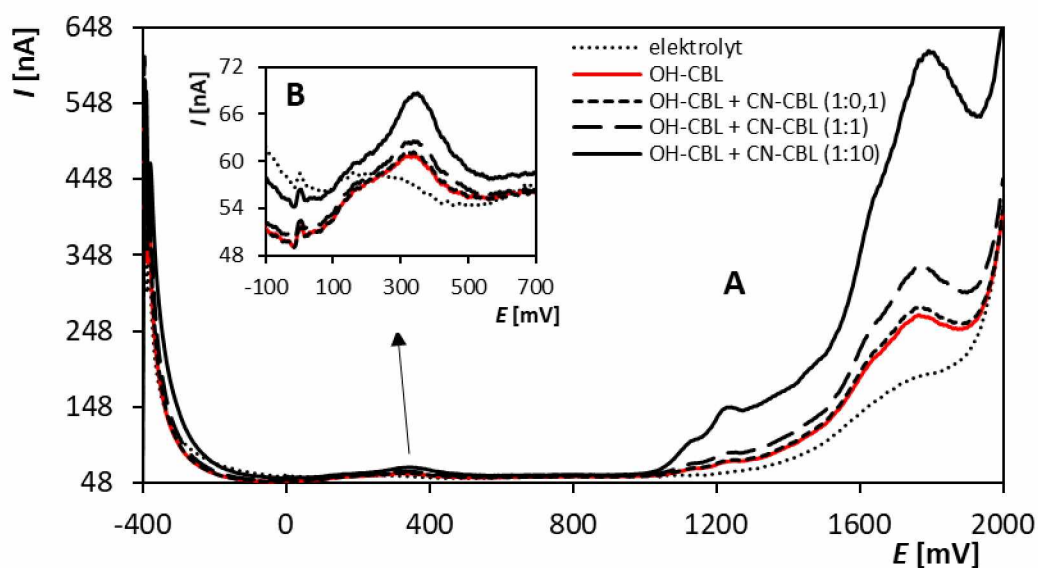 648
I [nA]
548
448
348
248
148
48
-400
0
400
800
1200
1600
2000
E [mV]
A
elektrolyt
OH-CBL
OH-CBL + CN-CBL (1:0,1)
OH-CBL + CN-CBL (1:1)
OH-CBL + CN-CBL (1:10)
B
I [nA]
72
66
60
54
48
-100
100
300
500
700
E [mV]